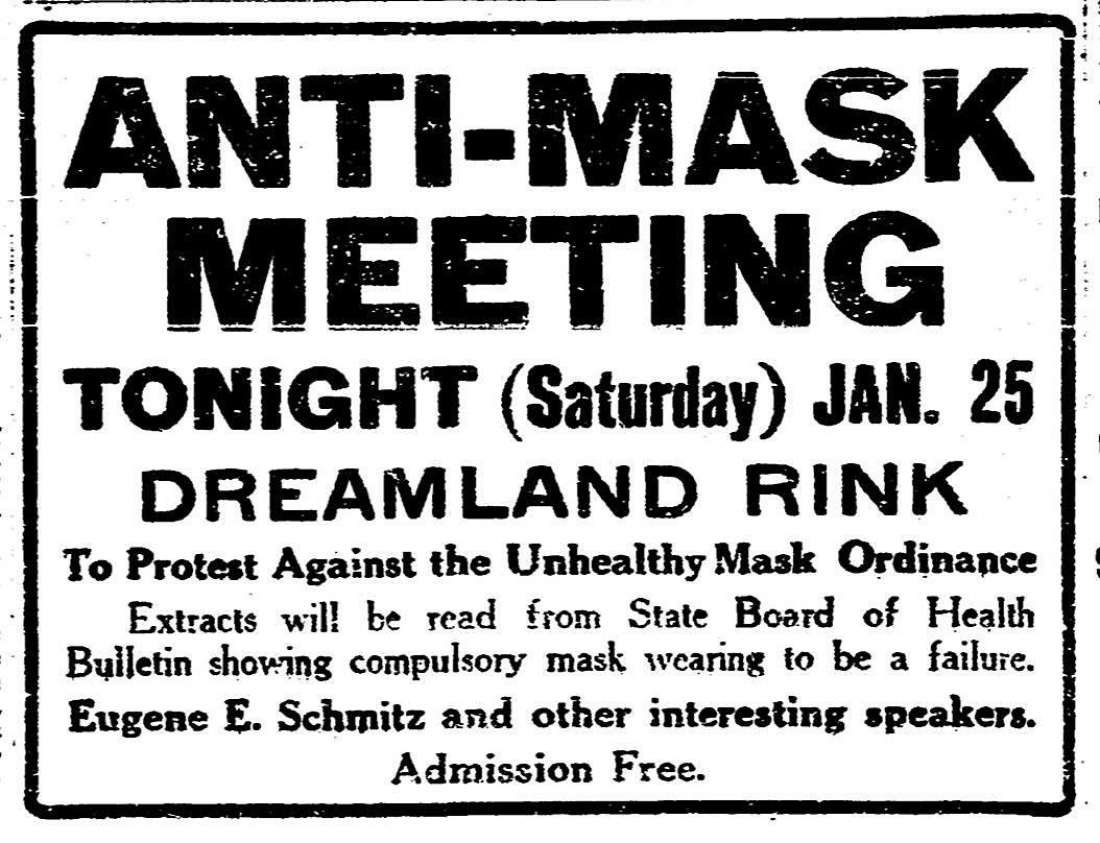 ANTI-MASK
MEETING
TONIGHT (Saturday) JAN. 25
DREAMLAND RINK
To Protest Against the Unhealthy Mask Ordinance
Extracts will be read from State Board of Health
Bulletin showing compulsory mask wearing to be a failure.
Eugene E. Schmitz and other interesting speakers.
Admission Free.